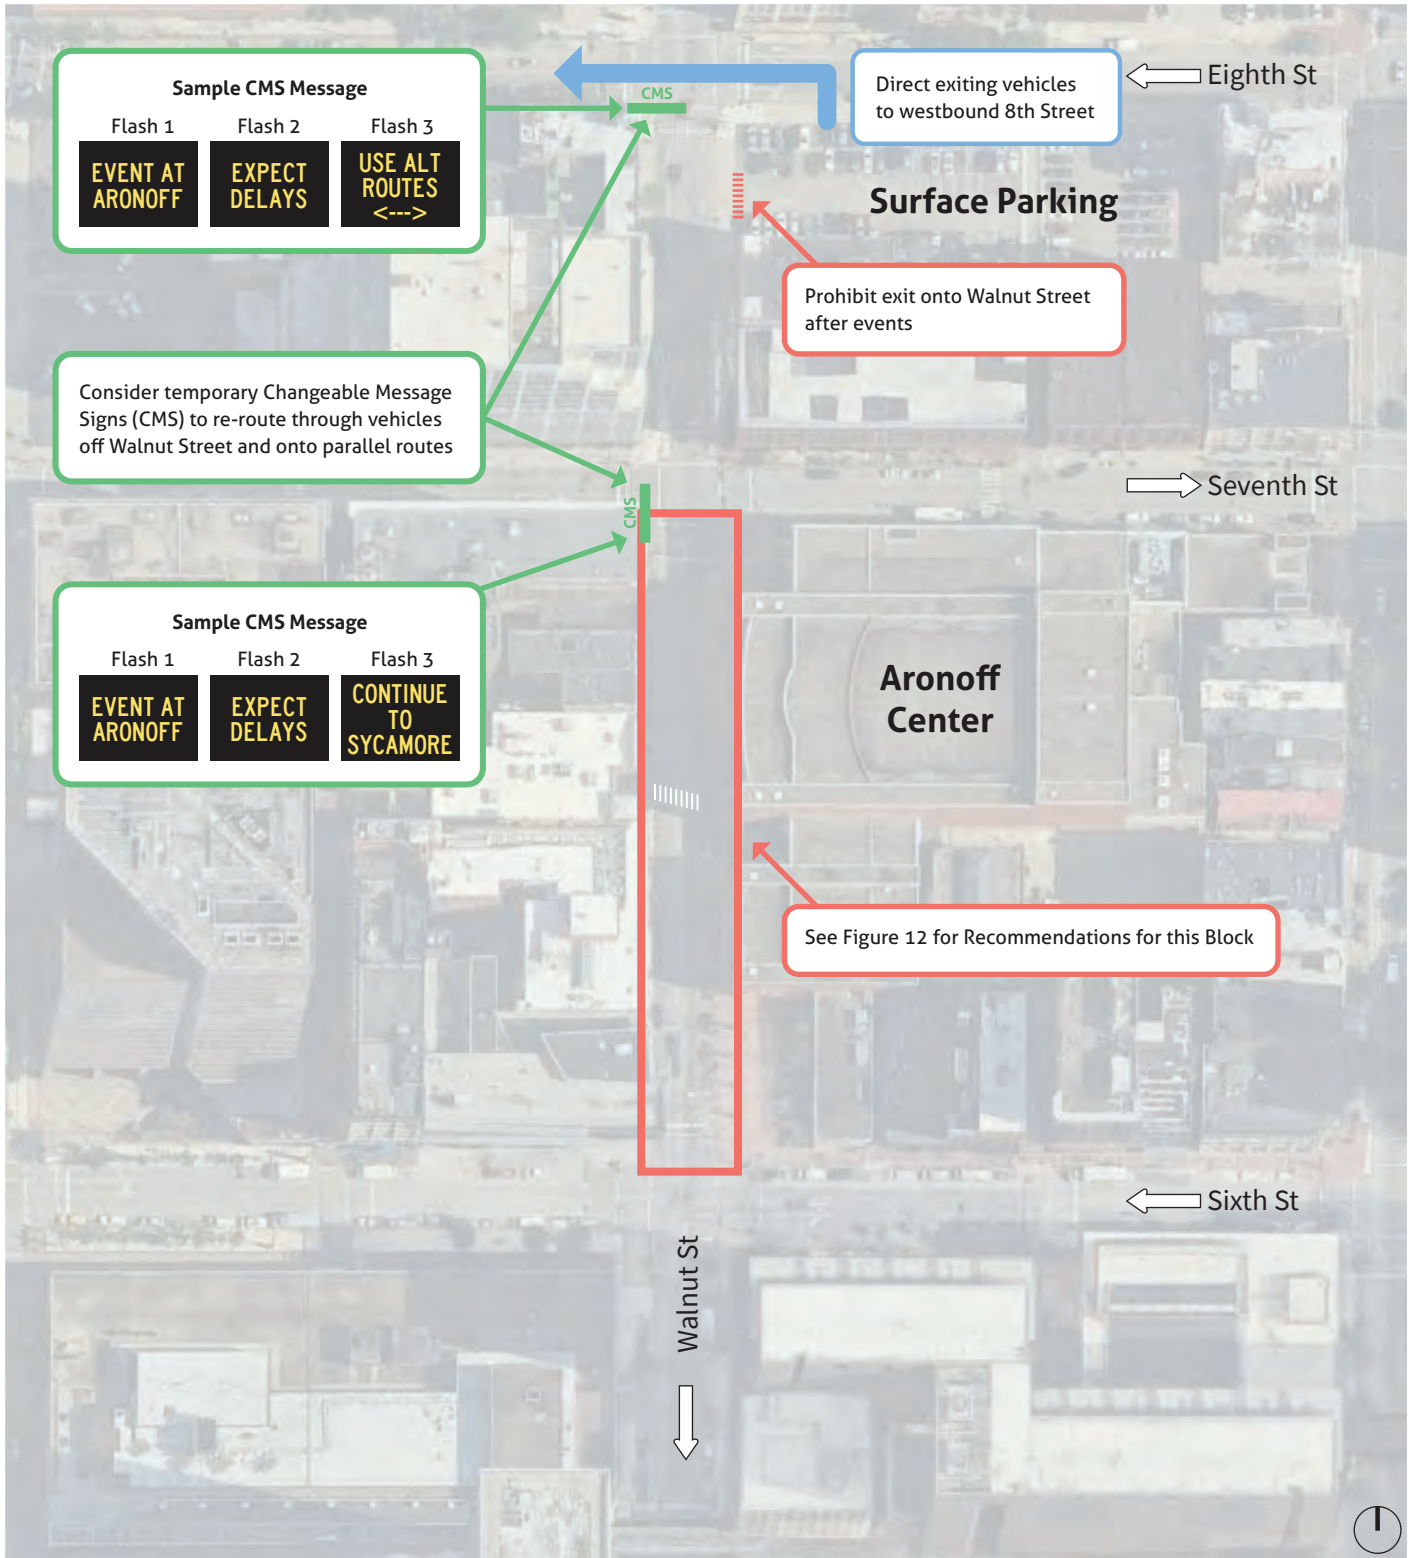 Sample CMS Message
Flash 1
Flash 2
Flash 3
EVENT AT
ARONOFF
EXPECT
DELAYS
USE ALT
ROUTES
<--->
CMS
Direct exiting vehicles
to westbound 8th Street
Eighth St
Surface Parking
Prohibit exit onto Walnut Street
after events
Consider temporary Changeable Message
Signs (CMS) to re-route through vehicles
off Walnut Street and onto parallel routes
Seventh St
CMS
Sample CMS Message
Flash 1
Flash 2
Flash 3
EVENT AT
ARONOFF
EXPECT
DELAYS
CONTINUE
TO
SYCAMORE
Aronoff
Center
See Figure 12 for Recommendations for this Block
Sixth St
Walnut St